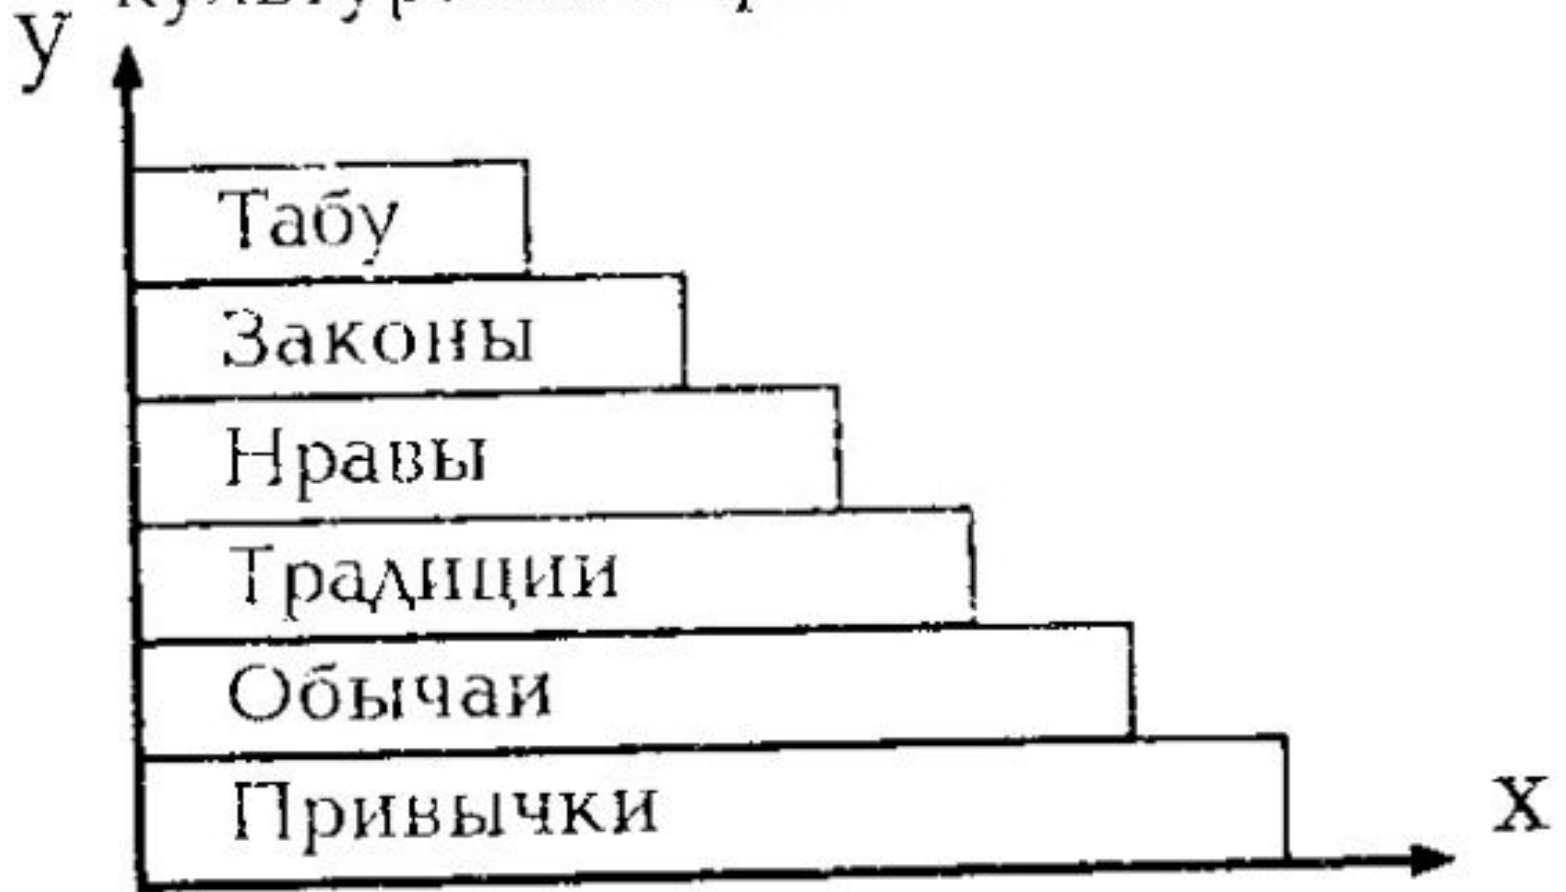 у
Табу
Законы
Нравы
Традиции
Обычаи
Привычки
х